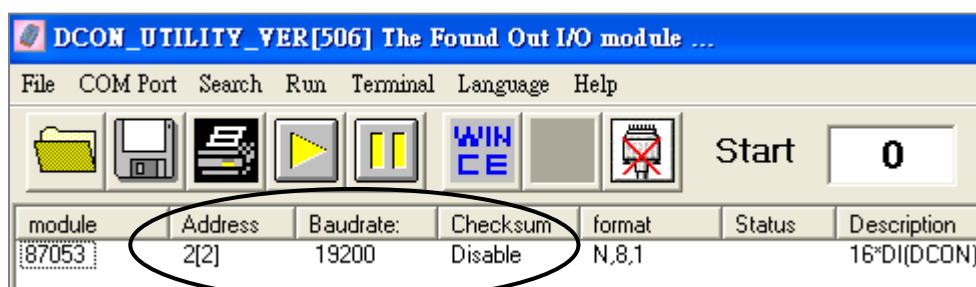 DCON_UTILITY_VER[506] The Found Out I/O module ...
File COM Port Search Run Terminal Language Help
WIN CE Start 0
module Address Baudrate: Checksum format Status Description
87053 2[2] 19200 Disable N,8,1 16*DI(DCON)